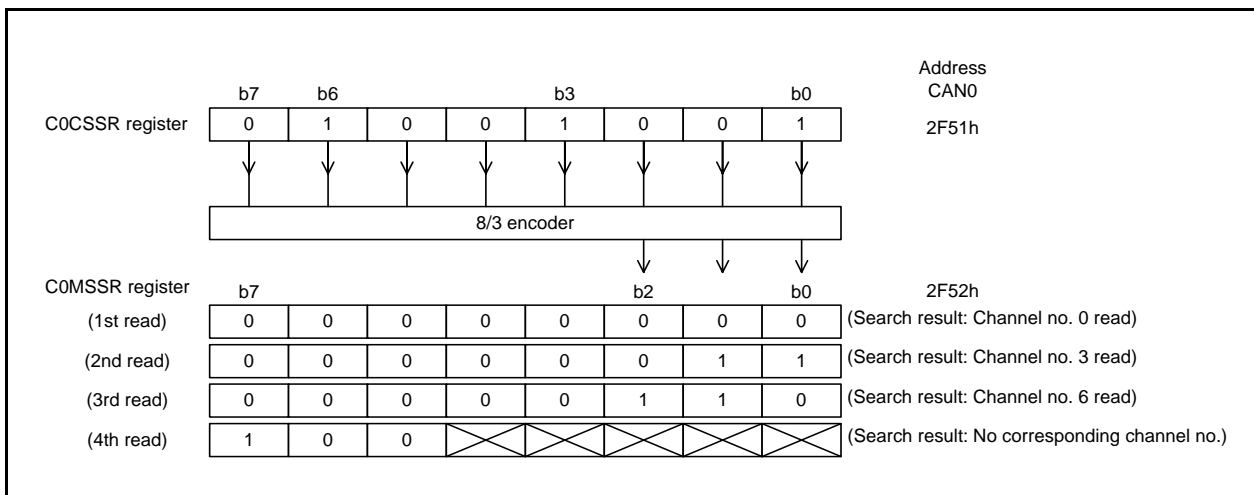 Address
CAN0
b7 b6 b3 b0
C0CSSR register 0 1 0 0 1 0 0 1 2F51h
8/3 encoder
C0MSSR register b7 b2 b0 2F52h
(1st read) 0 0 0 0 0 0 0 0 (Search result: Channel no. 0 read)
(2nd read) 0 0 0 0 0 0 1 1 (Search result: Channel no. 3 read)
(3rd read) 0 0 0 0 0 1 1 0 (Search result: Channel no. 6 read)
(4th read) 1 0 0 (Search result: No corresponding channel no.)